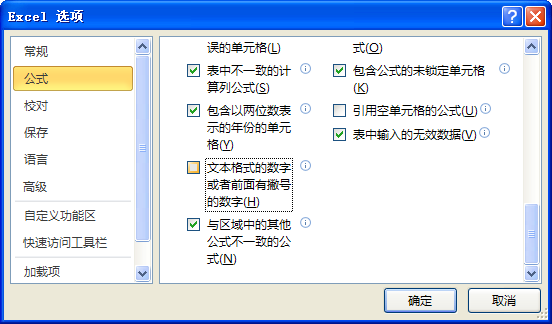 Excel 选项
常规
公式
校对
保存
语言
高级
自定义功能区
快速访问工具栏
加载项
误的单元格(L)
表中不一致的计
算列公式(S)
包含以两位数表
示的年份的单元
格(Y)
文本格式的数字
或者前面有撇号
的数字(H)
与区域中的其他
公式不一致的公
式(N)
式(O)
包含公式的未锁定单元格
(K)
引用空单元格的公式(U)
表中输入的无效数据(V)
确定
取消